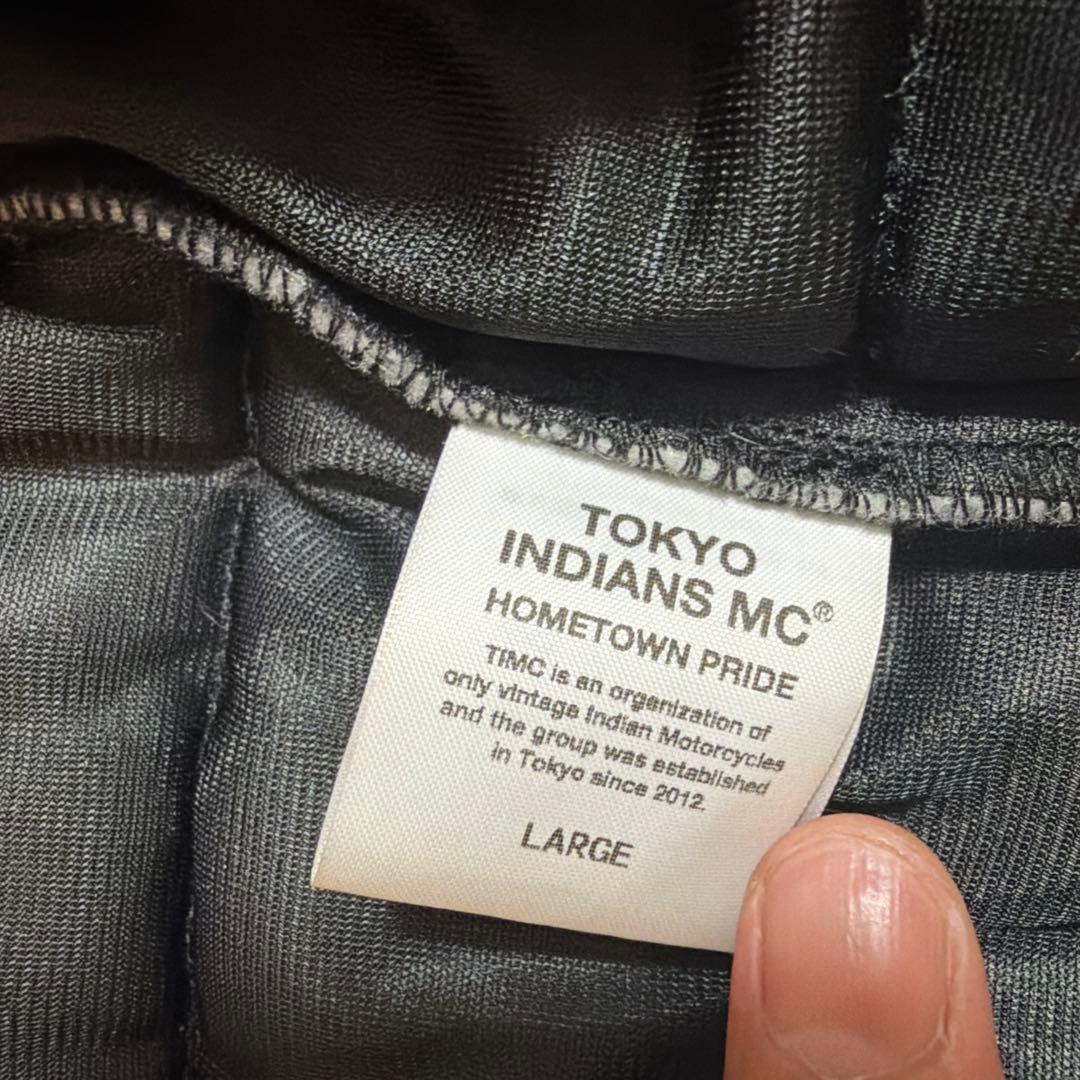 TOKYO
INDIANS MC®
HOMETOWN PRIDE
TIMC is an organization of
only vintage Indian Motorcycles
and the group was established
in Tokyo since 2012.
LARGE